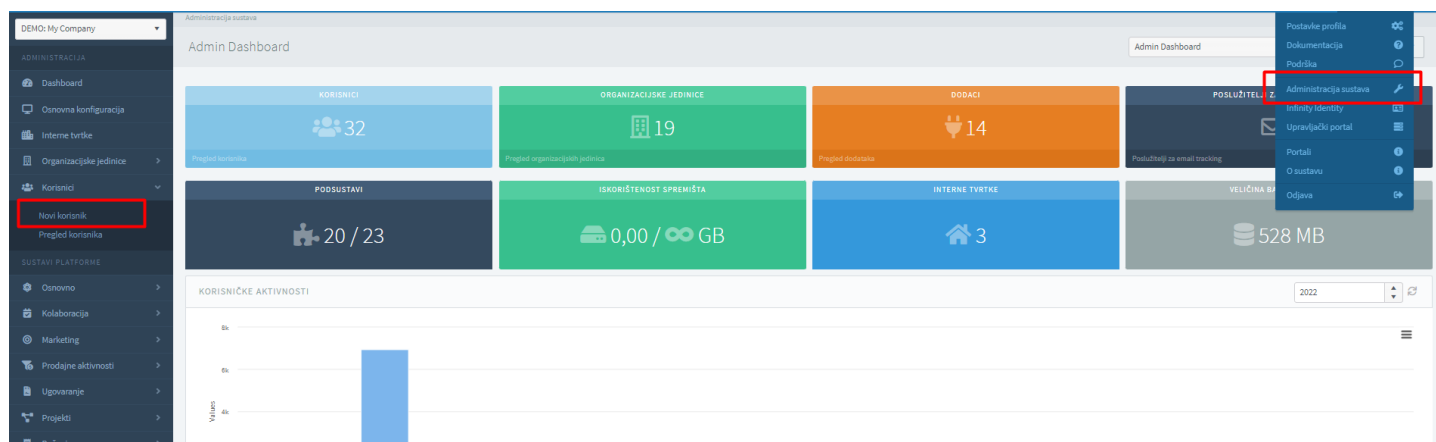 DEMO: My Company
ADMINISTRACIJA
Dashboard
Osnovna konfiguracija
Interne tvrtke
Organizacijske jedinice
Korisnici
Novi korisnik
Pregled korisnika
SUSTAVI PLATFORME
Osnovno
Kolaboracija
Marketing
Prodajne aktivnosti
Ugovaranje
Projekti
Administracija sustava
Admin Dashboard
Admin Dashboard
Postavke profila
Dokumentacija
Podrška
Administracija sustava
Infinity Identity
Upravljački portal
Portali
O sustavu
Odjava
KORISNICI
32
Pregled korisnika
ORGANIZACIJSKE JEDINICE
19
Pregled organizacijskih jedinica
DODACI
14
Pregled dodataka
POSLUŽITELJI
Poslužitelji za email tracking
PODSUSTAVI
20 / 23
ISKORIŠTENOST SPREMIŠTA
0,00 / ∞ GB
INTERNE TVRTKE
3
VELIČINA
528 MB
KORISNIČKE AKTIVNOSTI
2022
8k
6k
4k
Values